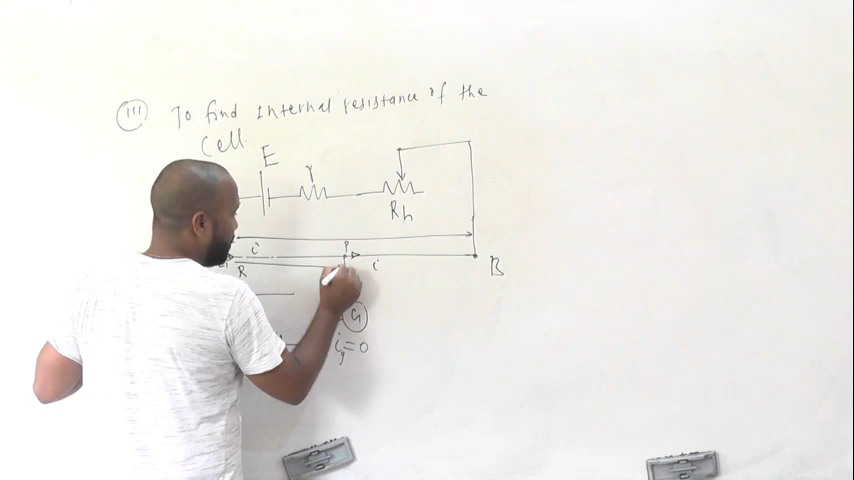 (III) To find Internal resistance of the
Cell.
E
r
Rh
i P
R i B
G
ig = 0